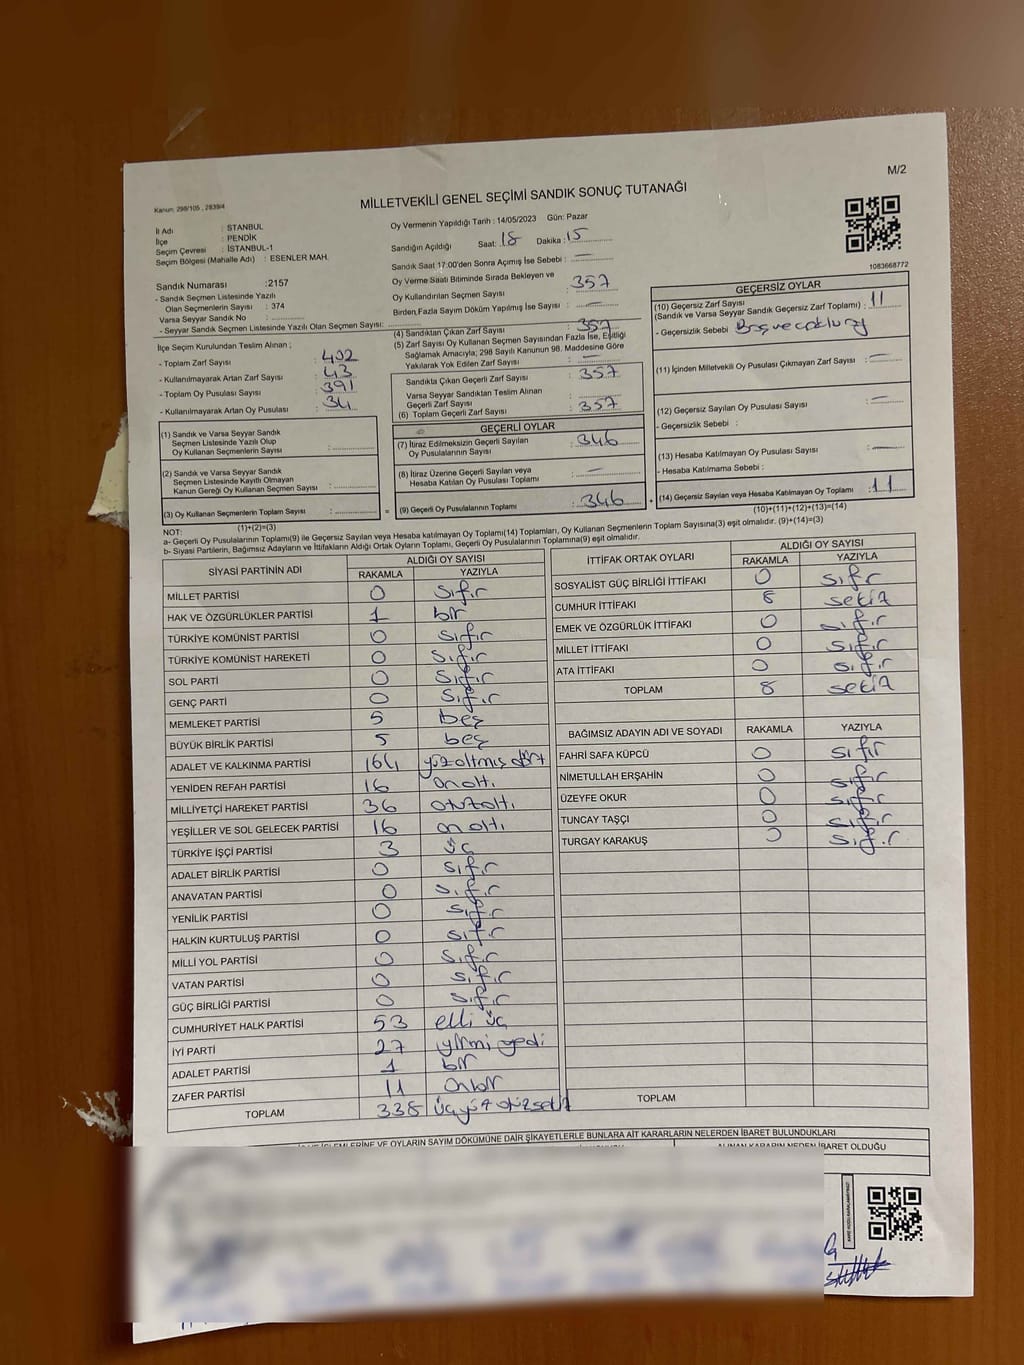 M/2
Kanun: 298/105 , 2839/4
MİLLETVEKİLİ GENEL SEÇİMİ SANDIK SONUÇ TUTANAĞI
İl Adı : İSTANBUL
İlçe : PENDİK
Seçim Çevresi : İSTANBUL-1
Seçim Bölgesi (Mahalle Adı) : ESENLER MAH.
Sandık Numarası :2157
- Sandık Seçmen Listesinde Yazılı
Olan Seçmenlerin Sayısı : 374
Varsa Seyyar Sandık No :
- Seyyar Sandık Seçmen Listesinde Yazılı Olan Seçmen Sayısı:
İlçe Seçim Kurulundan Teslim Alınan ;
- Toplam Zarf Sayısı : 402
- Kullanılmayarak Artan Zarf Sayısı : 43
- Toplam Oy Pusulası Sayısı : 391
- Kullanılmayarak Artan Oy Pusulası : 34
(1) Sandık ve Varsa Seyyar Sandık
Seçmen Listesinde Yazılı Olup
Oy Kullanan Seçmenlerin Sayısı :
(2) Sandık ve Varsa Seyyar Sandık
Seçmen Listesinde Kayıtlı Olmayan
Kanun Gereği Oy Kullanan Seçmen Sayısı :
(3) Oy Kullanan Seçmenlerin Toplam Sayısı :
(1)+(2)=(3)
Oy Vermenin Yapıldığı Tarih : 14/05/2023 Gün: Pazar
Sandığın Açıldığı Saat: 18 Dakika : 15
Sandık Saat 17:00'den Sonra Açımış İse Sebebi : —
Oy Verme Saati Bitiminde Sırada Bekleyen ve
Oy Kullandırılan Seçmen Sayısı : 357
Birden Fazla Sayım Döküm Yapılmış İse Sayısı : —
(4) Sandıktan Çıkan Zarf Sayısı : 357
(5) Zarf Sayısı Oy Kullanan Seçmen Sayısından Fazla İse, Eşitliği
Sağlamak Amacıyla; 298 Sayılı Kanunun 98. Maddesine Göre
Yakılarak Yok Edilen Zarf Sayısı : —
Sandıkta Çıkan Geçerli Zarf Sayısı : 357
Varsa Seyyar Sandıktan Teslim Alınan
Geçerli Zarf Sayısı
(6) Toplam Geçerli Zarf Sayısı : 357
GEÇERLİ OYLAR
(7) İtiraz Edilmeksizin Geçerli Sayılan
Oy Pusulalarının Sayısı : 346
(8) İtiraz Üzerine Geçerli Sayılan veya
Hesaba Katılan Oy Pusulası Toplamı : —
= (9) Geçerli Oy Pusulalarının Toplamı : 346 +
1083668772
GEÇERSİZ OYLAR
(10) Geçersiz Zarf Sayısı
(Sandık ve Varsa Seyyar Sandık Geçersiz Zarf Toplamı) : 11
- Geçersizlik Sebebi :
(11) İçinden Milletvekili Oy Pusulası Çıkmayan Zarf Sayısı : —
(12) Geçersiz Sayılan Oy Pusulası Sayısı : —
- Geçersizlik Sebebi :
(13) Hesaba Katılmayan Oy Pusulası Sayısı : —
- Hesaba Katılmama Sebebi :
(14) Geçersiz Sayılan veya Hesaba Katılmayan Oy Toplamı : 11
(10)+(11)+(12)+(13)=(14)
NOT:
a- Geçerli Oy Pusulalarının Toplamı(9) ile Geçersiz Sayılan veya Hesaba katılmayan Oy Toplamı(14) Toplamları, Oy Kullanan Seçmenlerin Toplam Sayısına(3) eşit olmalıdır. (9)+(14)=(3)
b- Siyasi Partilerin, Bağımsız Adayların ve İttifakların Aldığı Ortak Oyların Toplamı, Geçerli Oy Pusulalarının Toplamına(9) eşit olmalıdır.
SİYASİ PARTİNİN ADI ALDIĞI OY SAYISI
RAKAMLA YAZIYLA
MİLLET PARTİSİ 0 sıfır
HAK VE ÖZGÜRLÜKLER PARTİSİ 1 bir
TÜRKİYE KOMÜNİST PARTİSİ 0 sıfır
TÜRKİYE KOMÜNİST HAREKETİ 0 sıfır
SOL PARTİ 0 sıfır
GENÇ PARTİ 0 sıfır
MEMLEKET PARTİSİ 5 beş
BÜYÜK BİRLİK PARTİSİ 5 beş
ADALET VE KALKINMA PARTİSİ 164 yüzaltmış dört
YENİDEN REFAH PARTİSİ 16 onaltı
MİLLİYETÇİ HAREKET PARTİSİ 36 otuzaltı
YEŞİLLER VE SOL GELECEK PARTİSİ 16 onaltı
TÜRKİYE İŞÇİ PARTİSİ 3 üç
ADALET BİRLİK PARTİSİ 0 sıfır
ANAVATAN PARTİSİ 0 sıfır
YENİLİK PARTİSİ 0 sıfır
HALKIN KURTULUŞ PARTİSİ 0 sıfır
MİLLİ YOL PARTİSİ 0 sıfır
VATAN PARTİSİ 0 sıfır
GÜÇ BİRLİĞİ PARTİSİ 0 sıfır
CUMHURİYET HALK PARTİSİ 53 elli üç
İYİ PARTİ 27 yirmi yedi
ADALET PARTİSİ 1 bir
ZAFER PARTİSİ 11 onbir
TOPLAM 338 üçyüz otuzsekiz
İTTİFAK ORTAK OYLARI ALDIĞI OY SAYISI
RAKAMLA YAZIYLA
SOSYALİST GÜÇ BİRLİĞİ İTTİFAKI 0 sıfır
CUMHUR İTTİFAKI 8 sekiz
EMEK VE ÖZGÜRLÜK İTTİFAKI 0 sıfır
MİLLET İTTİFAKI 0 sıfır
ATA İTTİFAKI 0 sıfır
TOPLAM 8 sekiz
BAĞIMSIZ ADAYIN ADI VE SOYADI RAKAMLA YAZIYLA
FAHRİ SAFA KÜPCÜ 0 sıfır
NİMETULLAH ERŞAHİN 0 sıfır
ÜZEYFE OKUR 0 sıfır
TUNCAY TAŞÇI 0 sıfır
TURGAY KARAKUŞ 0 sıfır
TOPLAM
İŞLEMLERİNE VE OYLARIN SAYIM DÖKÜMÜNE DAİR ŞİKAYETLERLE BUNLARA AİT KARARLARIN NELERDEN İBARET BULUNDUKLARI
ALINAN KARARIN NEDEN İBARET OLDUĞU